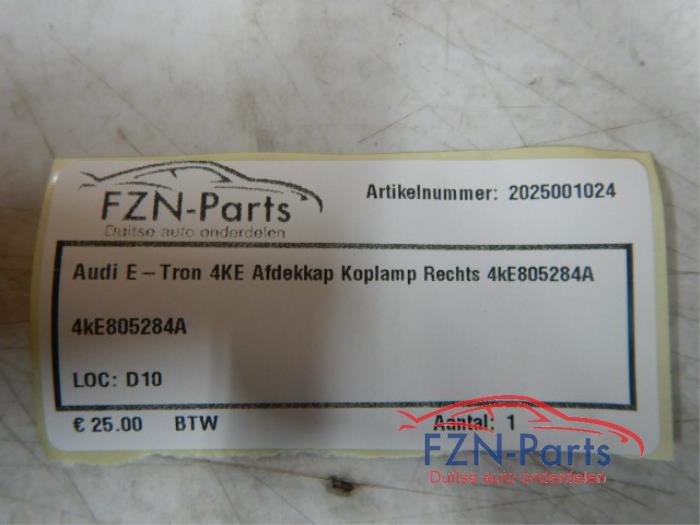 FZN-Parts
Duitse auto onderdelen
Artikelnummer: 2025001024
Audi E-Tron 4KE Afdekkap Koplamp Rechts 4kE805284A
4kE805284A
LOC: D10
€ 25.00 BTW Aantal: 1
FZN-Parts
Duitse auto onderdelen